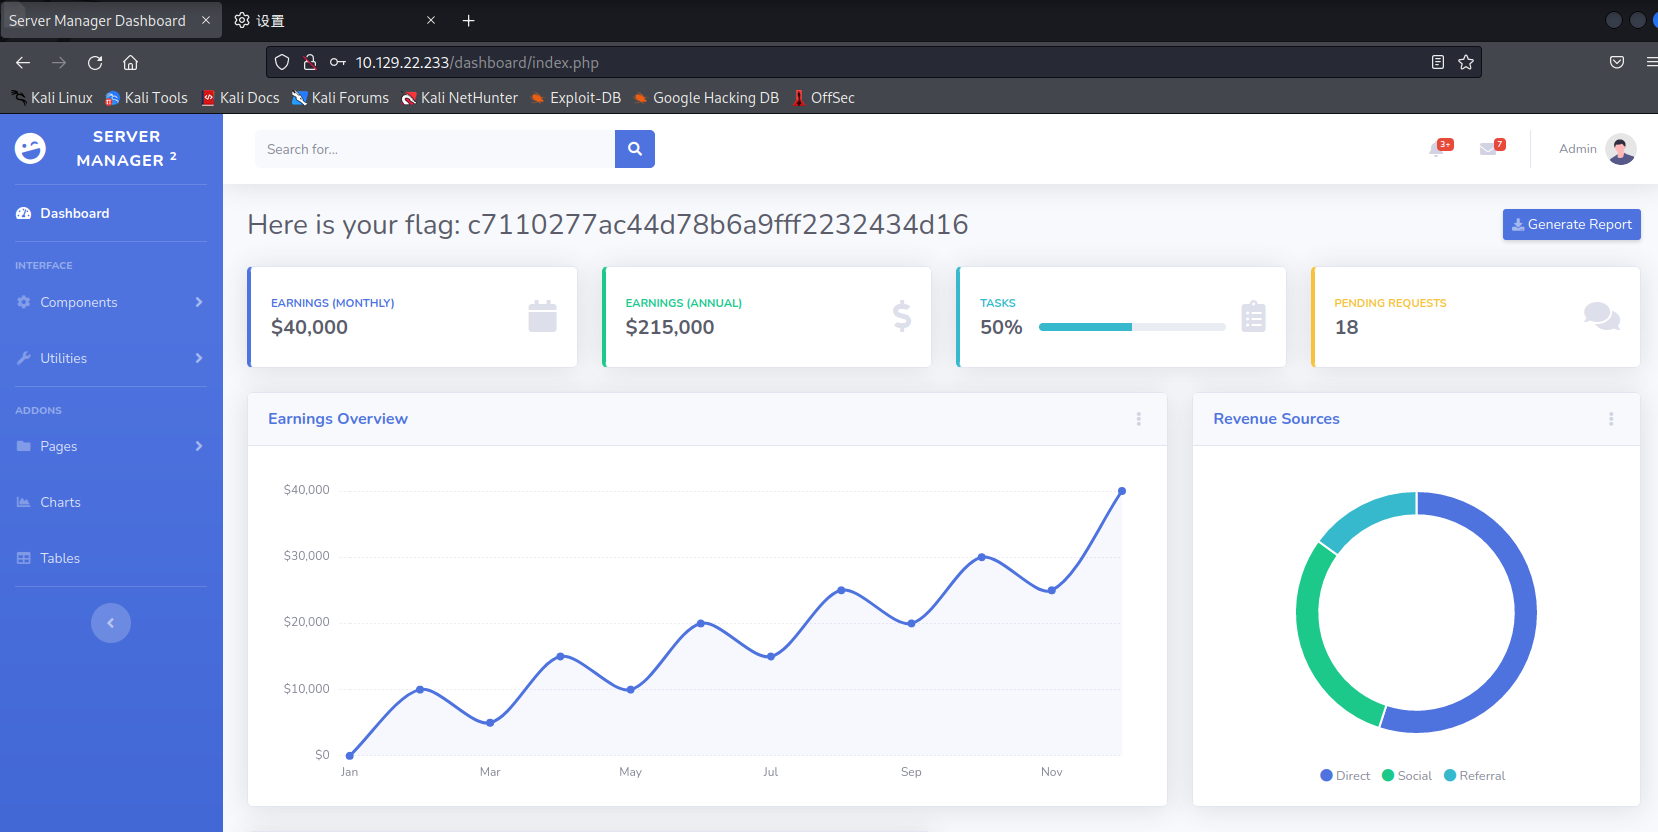 Server Manager Dashboard
设置
10.129.22.233/dashboard/index.php
Kali Linux
Kali Tools
Kali Docs
Kali Forums
Kali NetHunter
Exploit-DB
Google Hacking DB
OffSec
SERVER
MANAGER 2
Dashboard
INTERFACE
Components
Utilities
ADDONS
Pages
Charts
Tables
Search for...
3+
7
Admin
Here is your flag: c7110277ac44d78b6a9fff2232434d16
Generate Report
EARNINGS (MONTHLY)
$40,000
EARNINGS (ANNUAL)
$215,000
TASKS
50%
PENDING REQUESTS
18
Earnings Overview
$40,000
$30,000
$20,000
$10,000
$0
Jan
Mar
May
Jul
Sep
Nov
Revenue Sources
Direct
Social
Referral